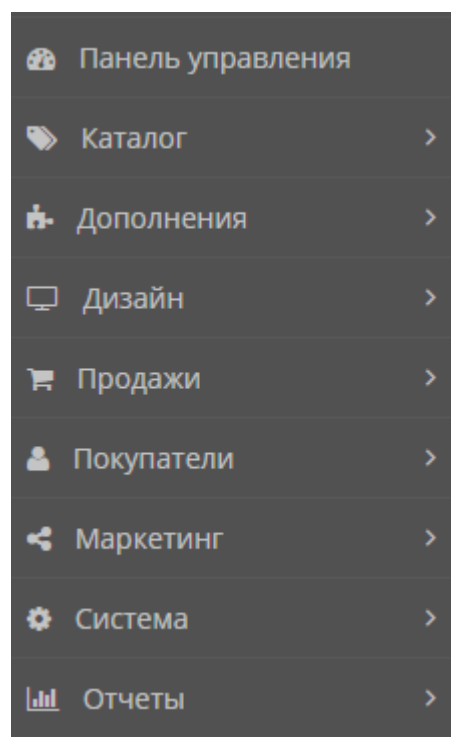 Панель управления
Каталог
Дополнения
Дизайн
Продажи
Покупатели
Маркетинг
Система
Отчеты